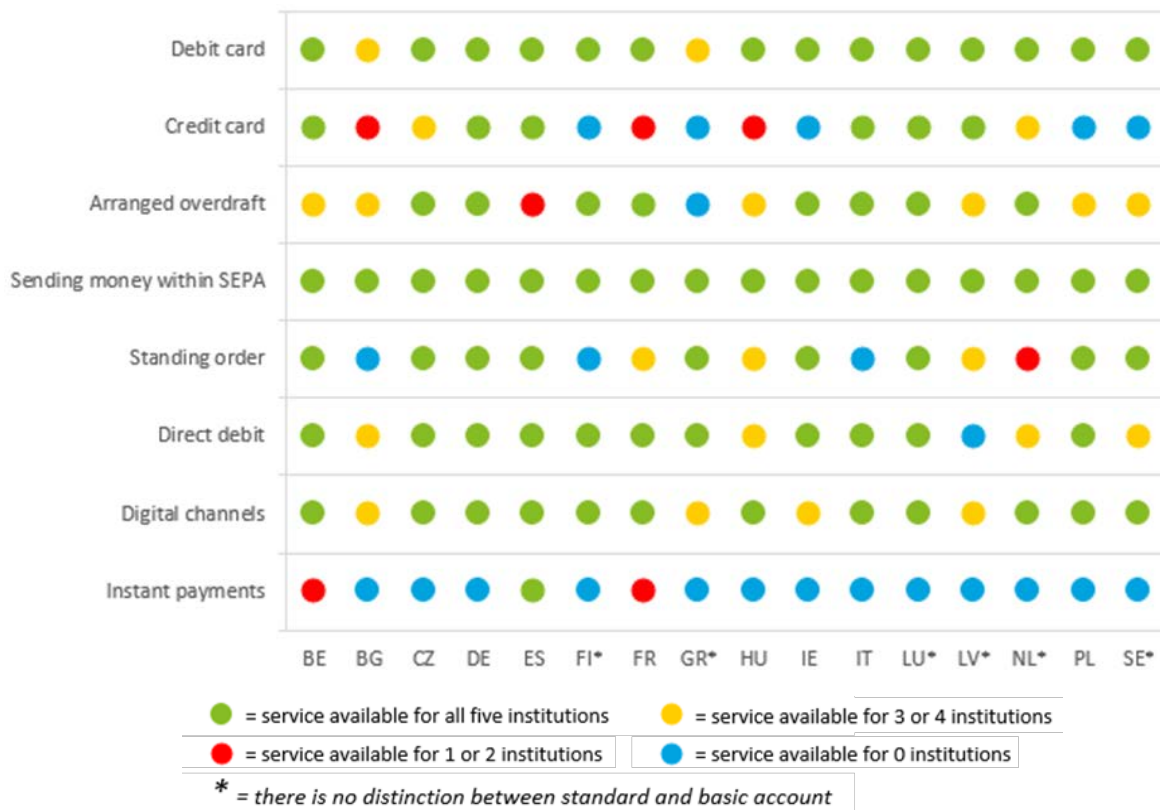 Debit card
Credit card
Arranged overdraft
Sending money within SEPA
Standing order
Direct debit
Digital channels
Instant payments
BE BG CZ DE ES FI* FR GR* HU IE IT LU* LV* NL* PL SE*
= service available for all five institutions = service available for 3 or 4 institutions
= service available for 1 or 2 institutions = service available for 0 institutions
* = there is no distinction between standard and basic account